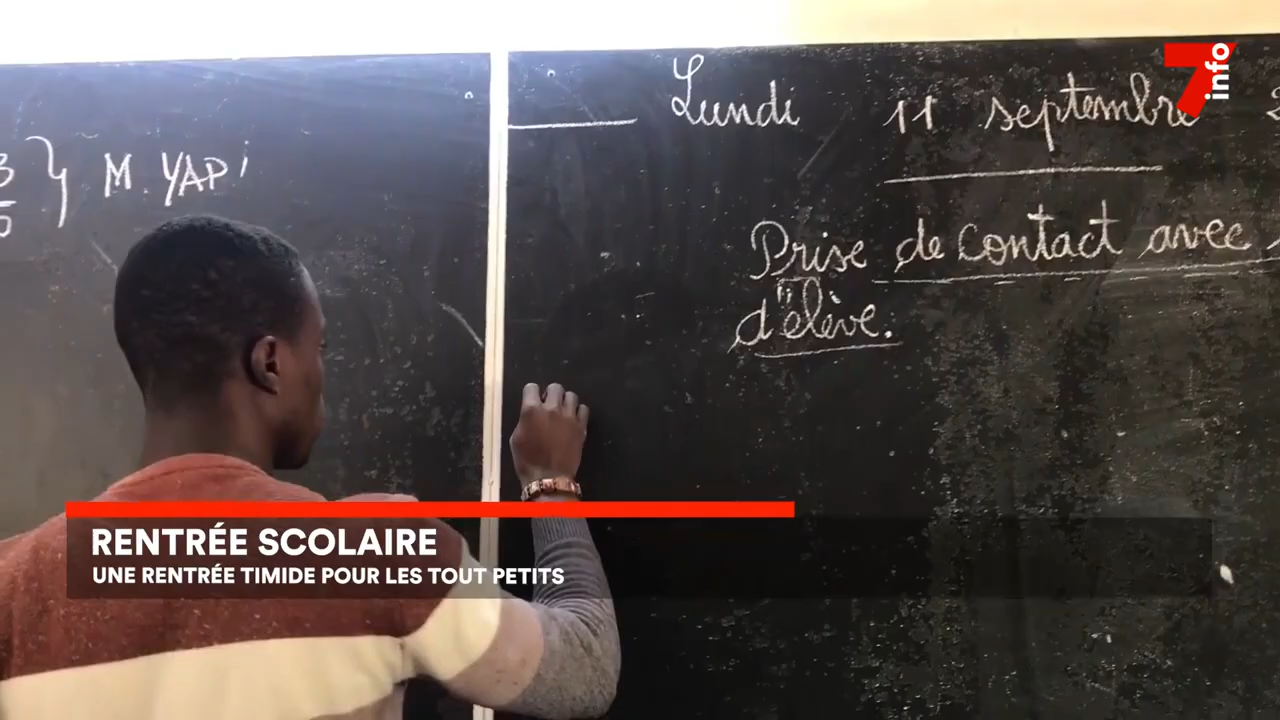 7 info
M. YAPI
Lundi 11 septembre
Prise de contact avec
d'élève.
RENTRÉE SCOLAIRE
UNE RENTRÉE TIMIDE POUR LES TOUT PETITS